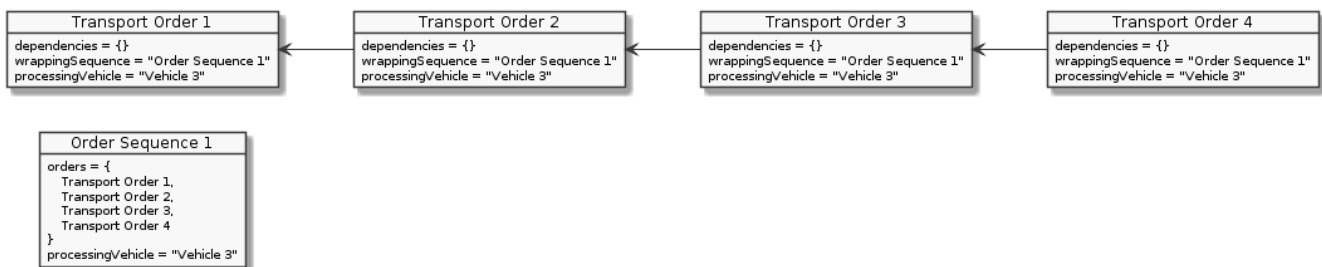 Transport Order 1
dependencies = {}
wrappingSequence = "Order Sequence 1"
processingVehicle = "Vehicle 3"
Transport Order 2
dependencies = {}
wrappingSequence = "Order Sequence 1"
processingVehicle = "Vehicle 3"
Transport Order 3
dependencies = {}
wrappingSequence = "Order Sequence 1"
processingVehicle = "Vehicle 3"
Transport Order 4
dependencies = {}
wrappingSequence = "Order Sequence 1"
processingVehicle = "Vehicle 3"
Order Sequence 1
orders = {
Transport Order 1,
Transport Order 2,
Transport Order 3,
Transport Order 4
}
processingVehicle = "Vehicle 3"